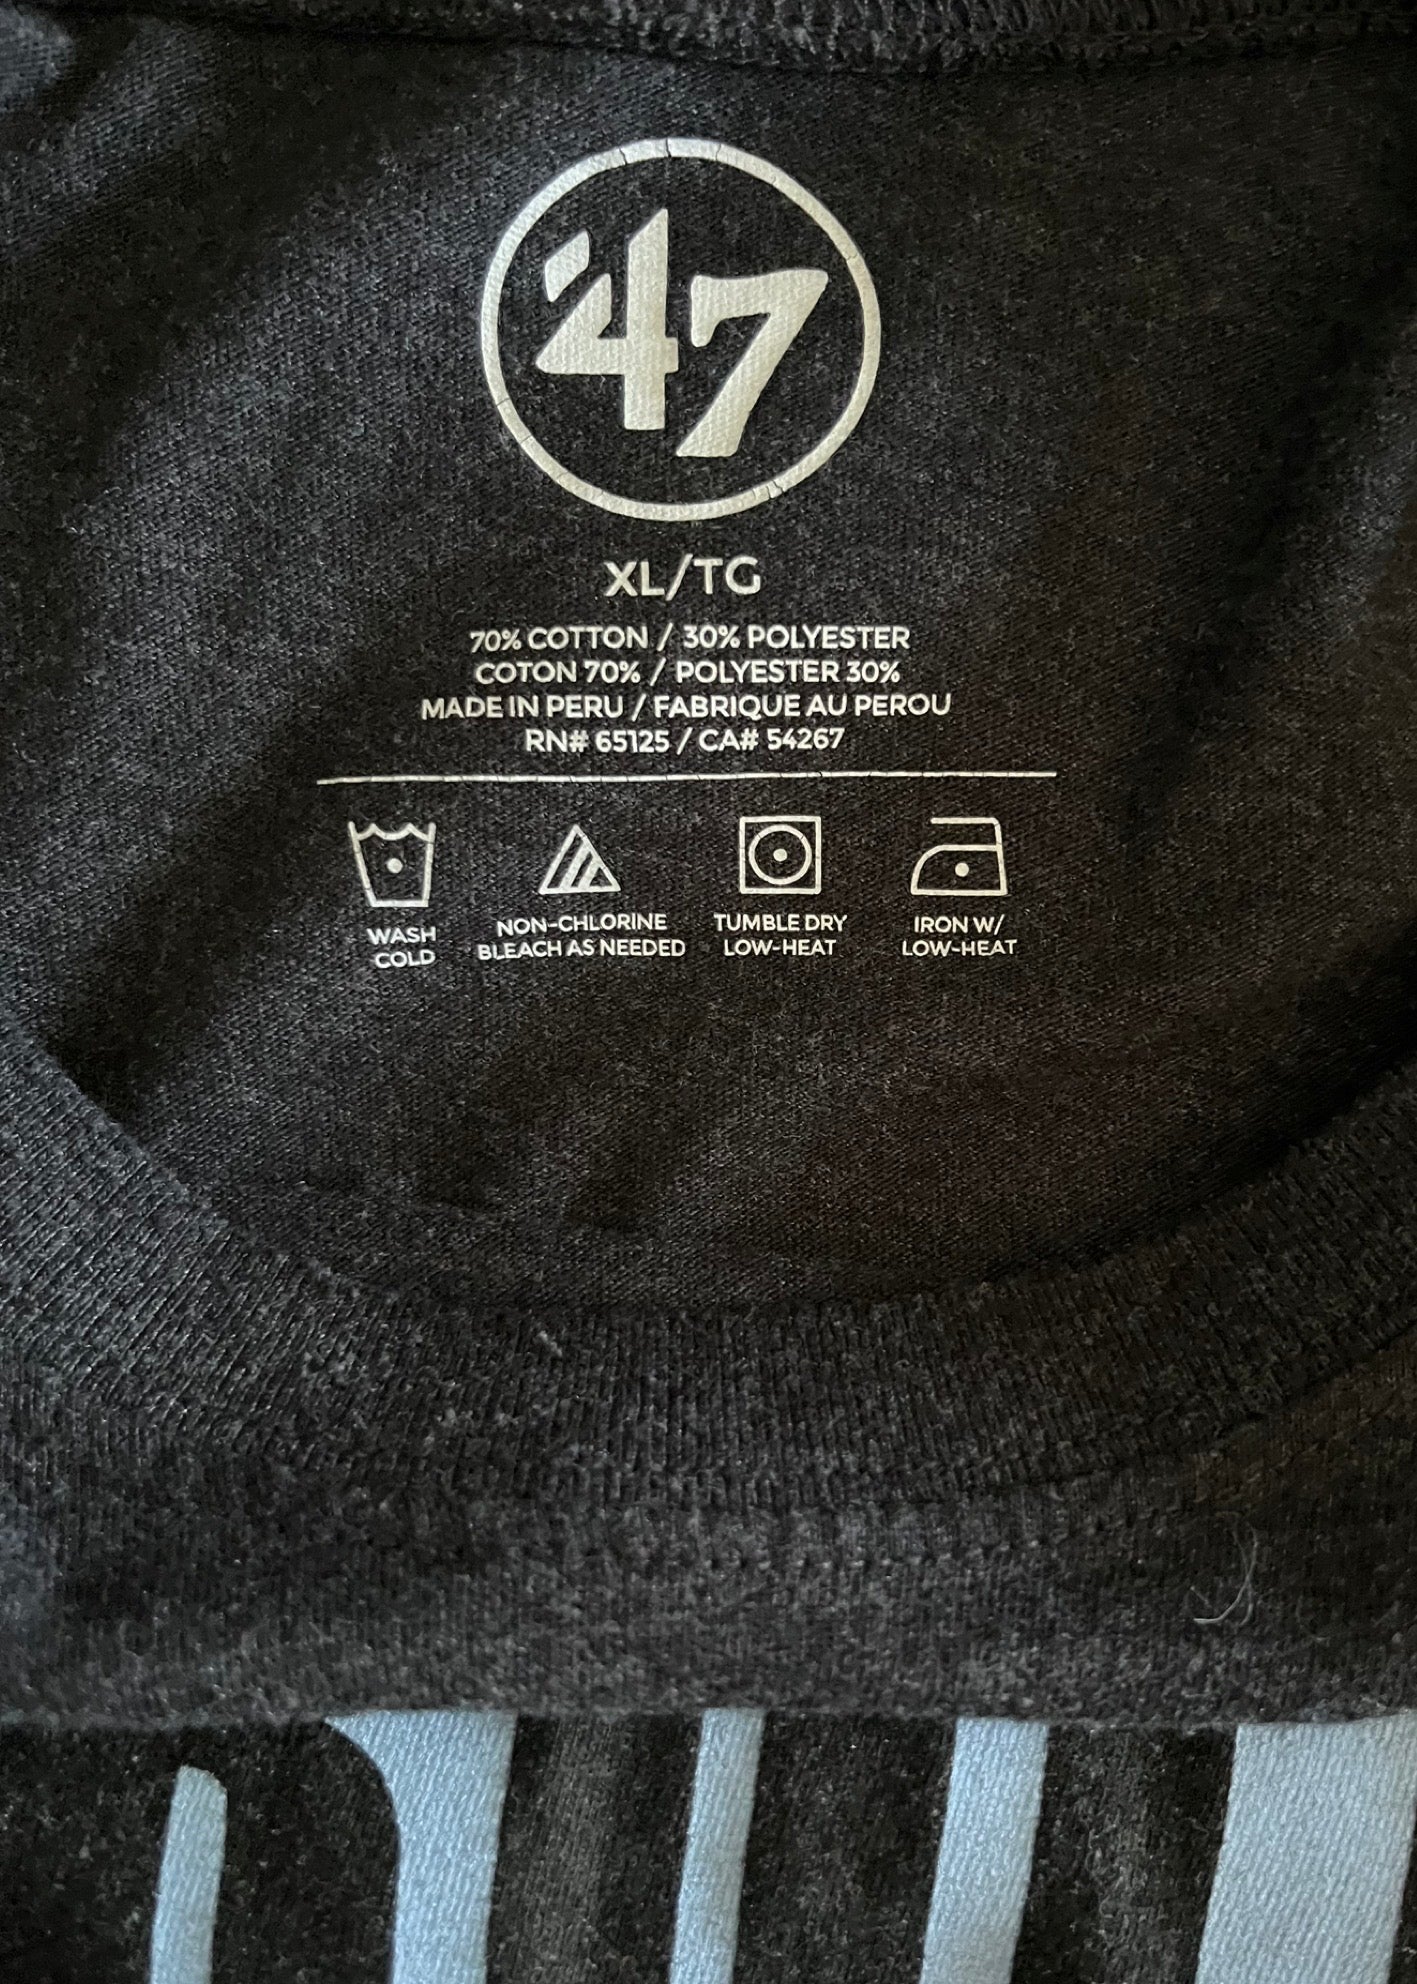 '47
XL/TG
70% COTTON / 30% POLYESTER
COTON 70% / POLYESTER 30%
MADE IN PERU / FABRIQUE AU PEROU
RN# 65125 / CA# 54267
WASH
COLD
NON-CHLORINE
BLEACH AS NEEDED
TUMBLE DRY
LOW-HEAT
IRON W/
LOW-HEAT